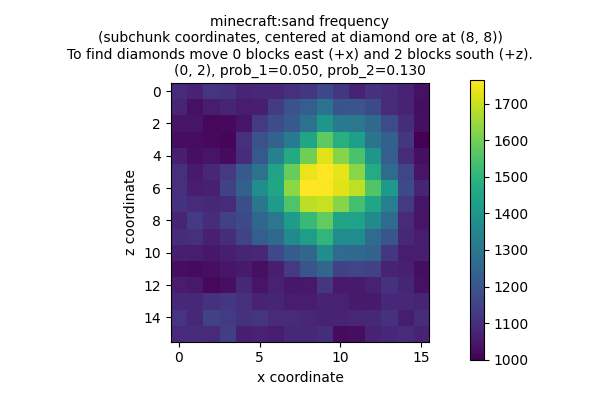 minecraft:sand frequency
(subchunk coordinates, centered at diamond ore at (8, 8))
To find diamonds move 0 blocks east (+x) and 2 blocks south (+z).
(0, 2), prob_1=0.050, prob_2=0.130
0
2
4
6
8
10
12
14
z coordinate
0 5 10 15
x coordinate
1700
1600
1500
1400
1300
1200
1100
1000